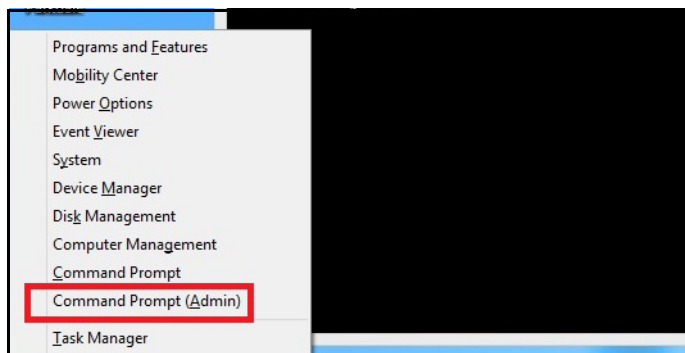 Programs and Features
Mobility Center
Power Options
Event Viewer
System
Device Manager
Disk Management
Computer Management
Command Prompt
Command Prompt (Admin)
Task Manager